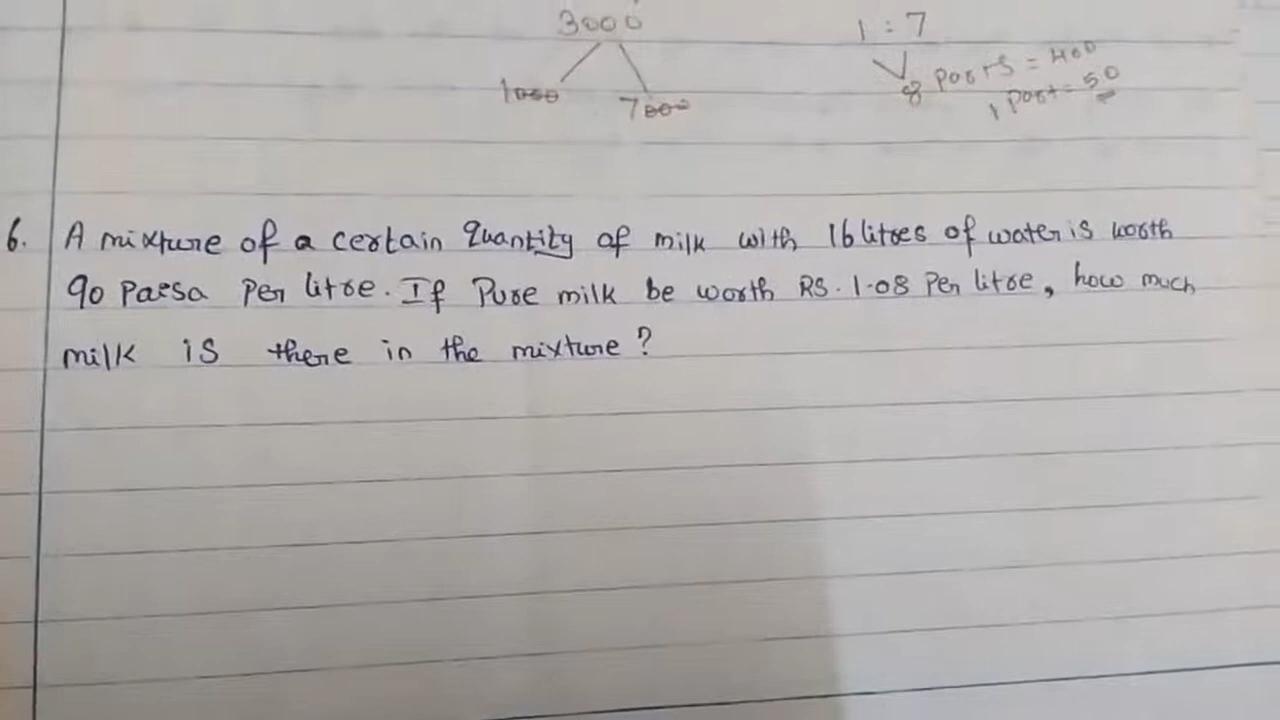 3000
1000 7000
1 : 7
8 parts = 400
1 part = 50
6. A mixture of a certain Quantity of milk with 16 litres of water is worth
90 Paisa Per litre. If Pure milk be worth RS. 1.08 Per litre, how much
milk is there in the mixture?